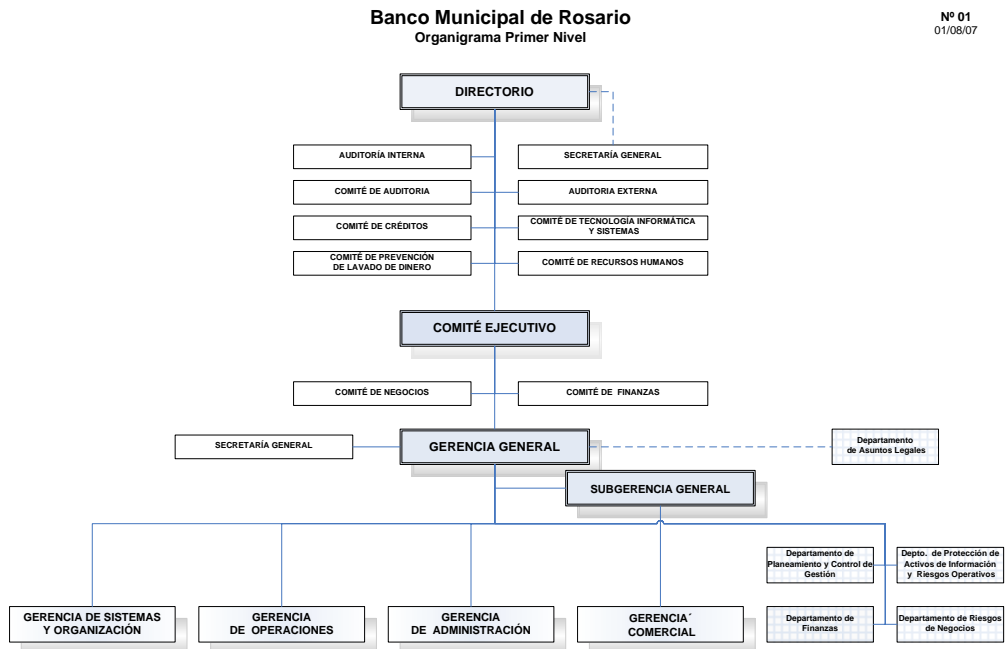 Banco Municipal de Rosario
Organigrama Primer Nivel
Nº 01
01/08/07
DIRECTORIO
AUDITORÍA INTERNA
SECRETARÍA GENERAL
COMITÉ DE AUDITORIA
AUDITORIA EXTERNA
COMITÉ DE CRÉDITOS
COMITÉ DE TECNOLOGÍA INFORMÁTICA
Y SISTEMAS
COMITÉ DE PREVENCIÓN
DE LAVADO DE DINERO
COMITÉ DE RECURSOS HUMANOS
COMITÉ EJECUTIVO
COMITÉ DE NEGOCIOS
COMITÉ DE FINANZAS
SECRETARÍA GENERAL
GERENCIA GENERAL
Departamento
de Asuntos Legales
SUBGERENCIA GENERAL
Departamento de
Planeamiento y Control de
Gestión
Depto. de Protección de
Activos de Información
y Riesgos Operativos
GERENCIA DE SISTEMAS
Y ORGANIZACIÓN
GERENCIA
DE OPERACIONES
GERENCIA
DE ADMINISTRACIÓN
GERENCIA´
COMERCIAL
Departamento de
Finanzas
Departamento de Riesgos
de Negocios